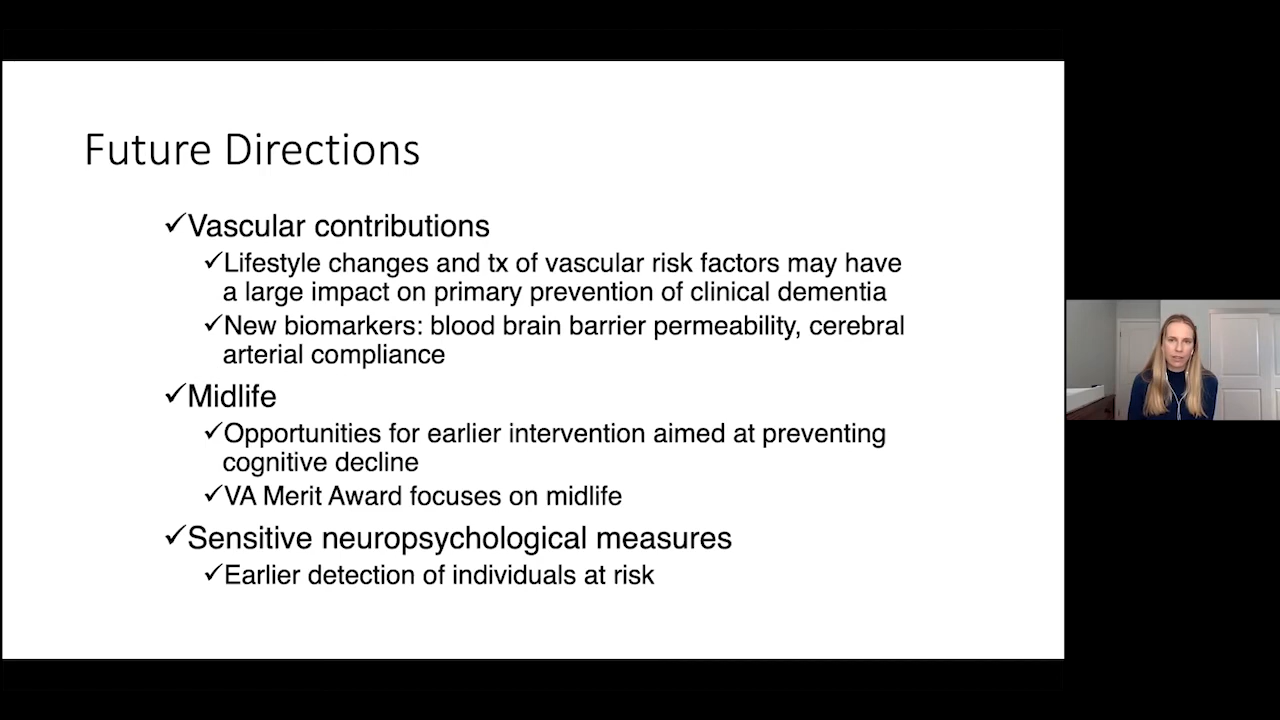 Future Directions
✓Vascular contributions
✓Lifestyle changes and tx of vascular risk factors may have
a large impact on primary prevention of clinical dementia
✓New biomarkers: blood brain barrier permeability, cerebral
arterial compliance
✓Midlife
✓Opportunities for earlier intervention aimed at preventing
cognitive decline
✓VA Merit Award focuses on midlife
✓Sensitive neuropsychological measures
✓Earlier detection of individuals at risk